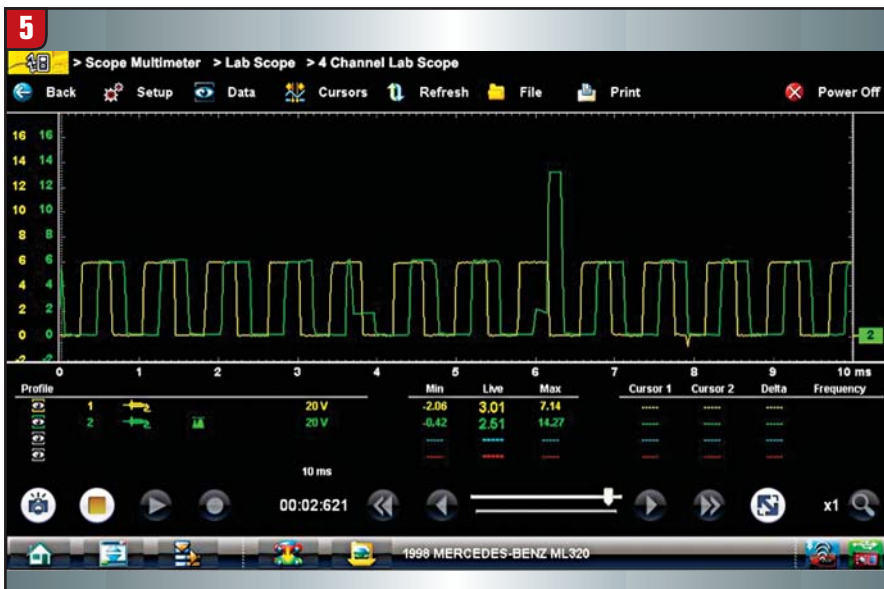 5
> Scope Multimeter > Lab Scope > 4 Channel Lab Scope
Back Setup Data Cursors Refresh File Print Power Off
16 16
14 14
12 12
10 10
8 8
6 6
4 4
2 2
0 0 2
-2 -2
0 1 2 3 4 5 6 7 8 9 10 ms
Profile Min Live Max Cursor 1 Cursor 2 Delta Frequency
1 20 V -2.06 3.01 7.14 ----- ----- -----
2 20 V -0.42 2.51 14.27 ----- ----- -----
----- ----- ----- ----- ----- -----
----- ----- ----- ----- ----- -----
10 ms
00:02:621 x1
1998 MERCEDES-BENZ ML320